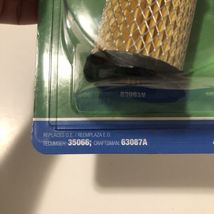 63087A
REPLACES O.E. / REEMPLAZA E.O.
TECUMSEH: 35066; CRAFTSMAN: 63087A